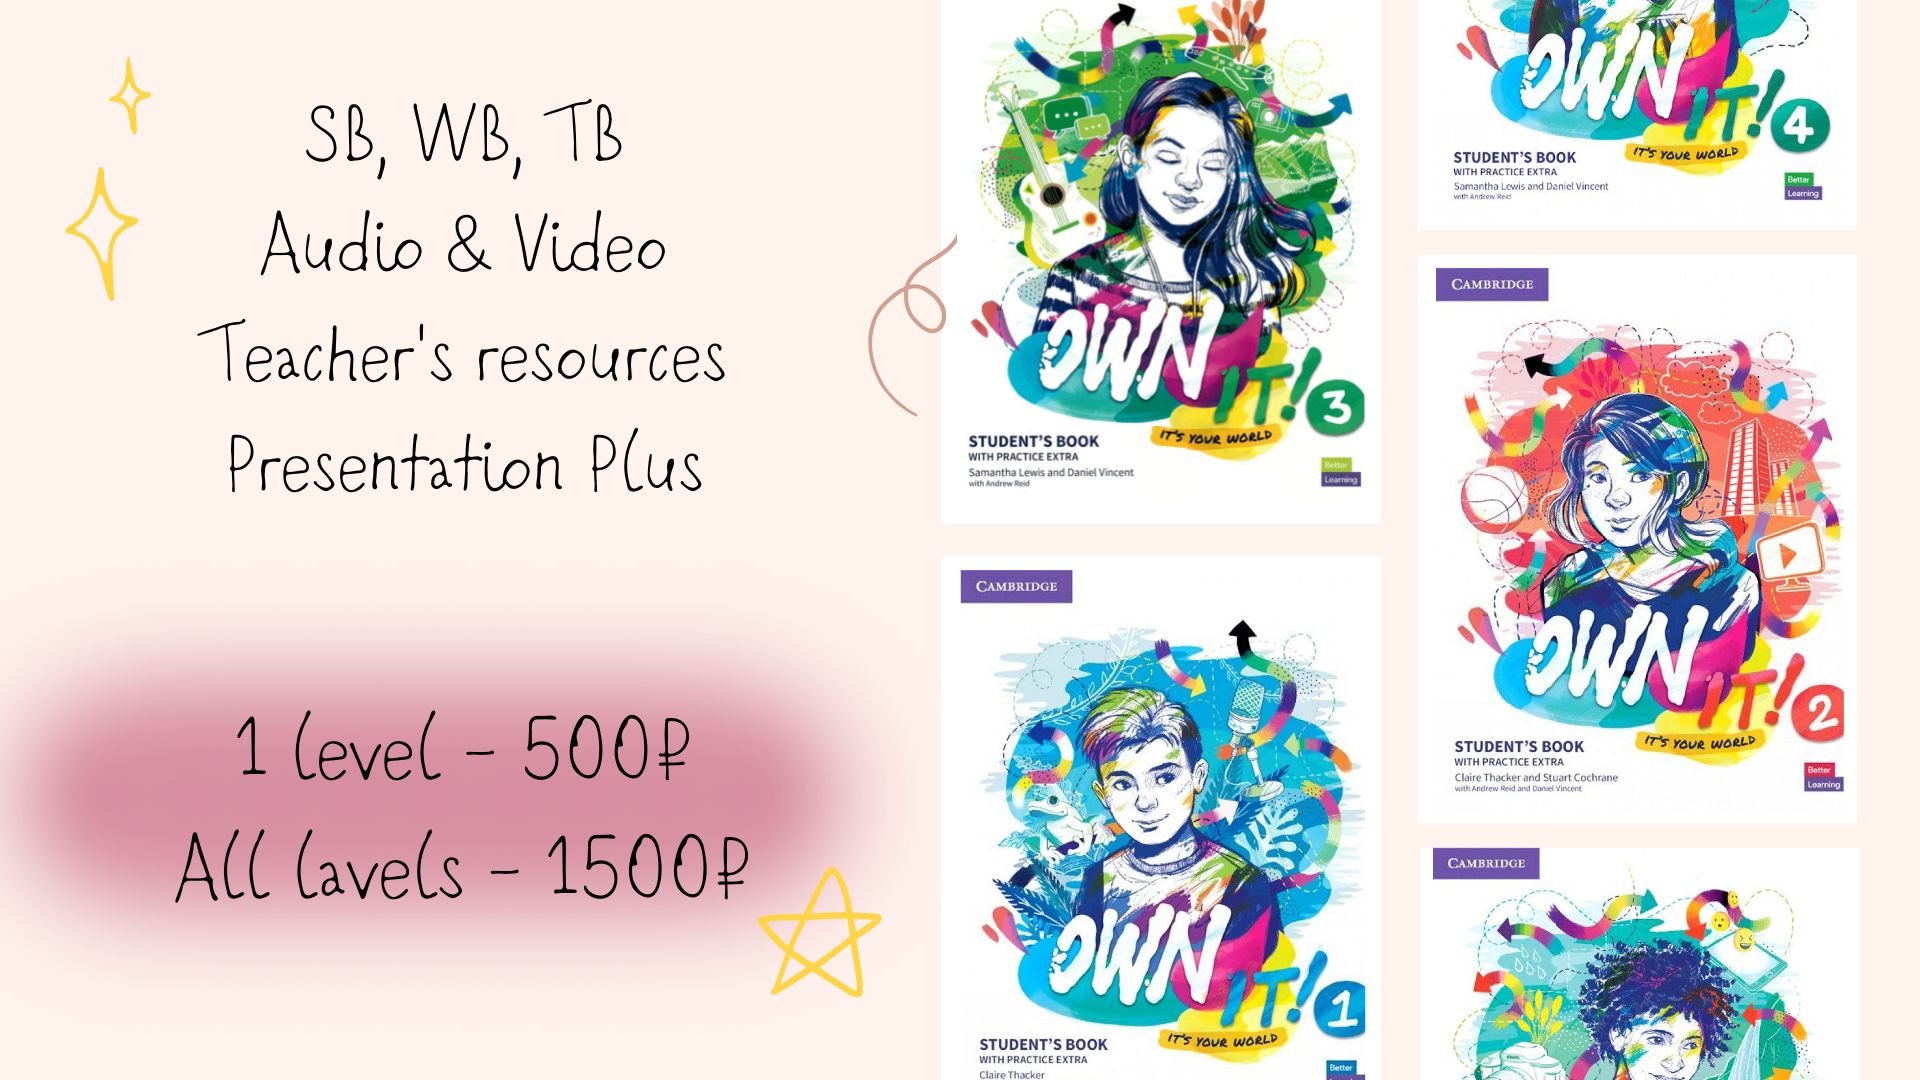 SB, WB, TB
Audio & Video
Teacher's resources
Presentation Plus
1 level - 500₽
All lavels - 1500₽
OWN
IT! 3
IT'S YOUR WORLD
STUDENT'S BOOK
WITH PRACTICE EXTRA
Samantha Lewis and Daniel Vincent
with Andrew Reid
Better
Learning
CAMBRIDGE
OWN
IT! 1
IT'S YOUR WORLD
STUDENT'S BOOK
WITH PRACTICE EXTRA
Claire Thacker
Better
OWN
IT! 4
IT'S YOUR WORLD
STUDENT'S BOOK
WITH PRACTICE EXTRA
Samantha Lewis and Daniel Vincent
with Andrew Reid
Better
Learning
CAMBRIDGE
OWN
IT! 2
IT'S YOUR WORLD
STUDENT'S BOOK
WITH PRACTICE EXTRA
Claire Thacker and Stuart Cochrane
with Andrew Reid and Daniel Vincent
Better
Learning
CAMBRIDGE